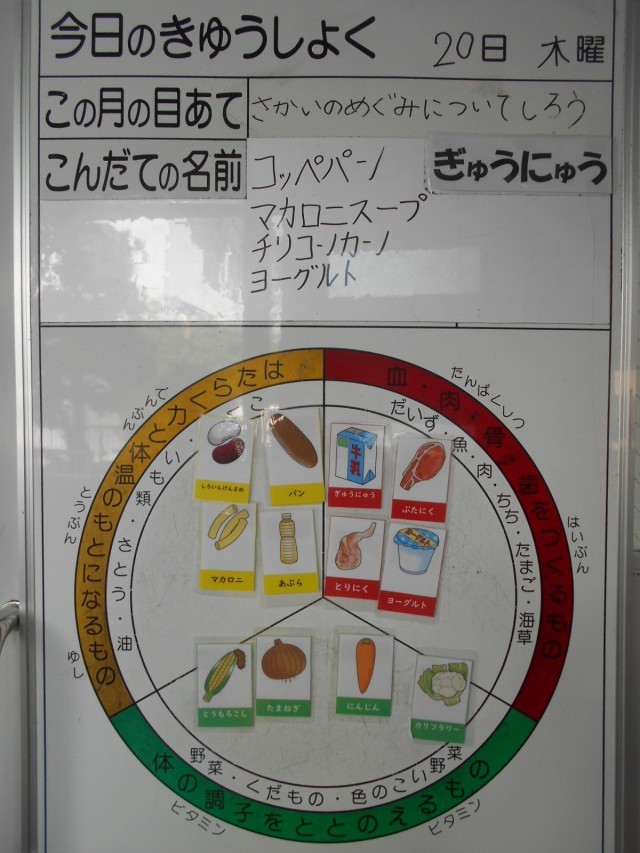 今日のきゅうしょく 20日 木曜
この月の目あて さかいのめぐみについてしろう
こんだての名前 コッペパン ぎゅうにゅう
マカロニスープ
チリコンカン
ヨーグルト
はたらく力と体温のもとになるもの
でんぷん
とうぶん
ゆし
いも類・さとう・油
血・肉・骨・歯をつくるもの
たんぱくしつ
はいぶん
だいず・魚・肉・ちち・たまご・海草
しろいんげんまめ
パン
牛乳
ぎゅうにゅう
ぶたにく
マカロニ
あぶら
とりにく
ヨーグルト
とうもろこし
たまねぎ
にんじん
カリフラワー
野菜・くだもの・色のこい野菜
体の調子をととのえるもの
ビタミン
ビタミン